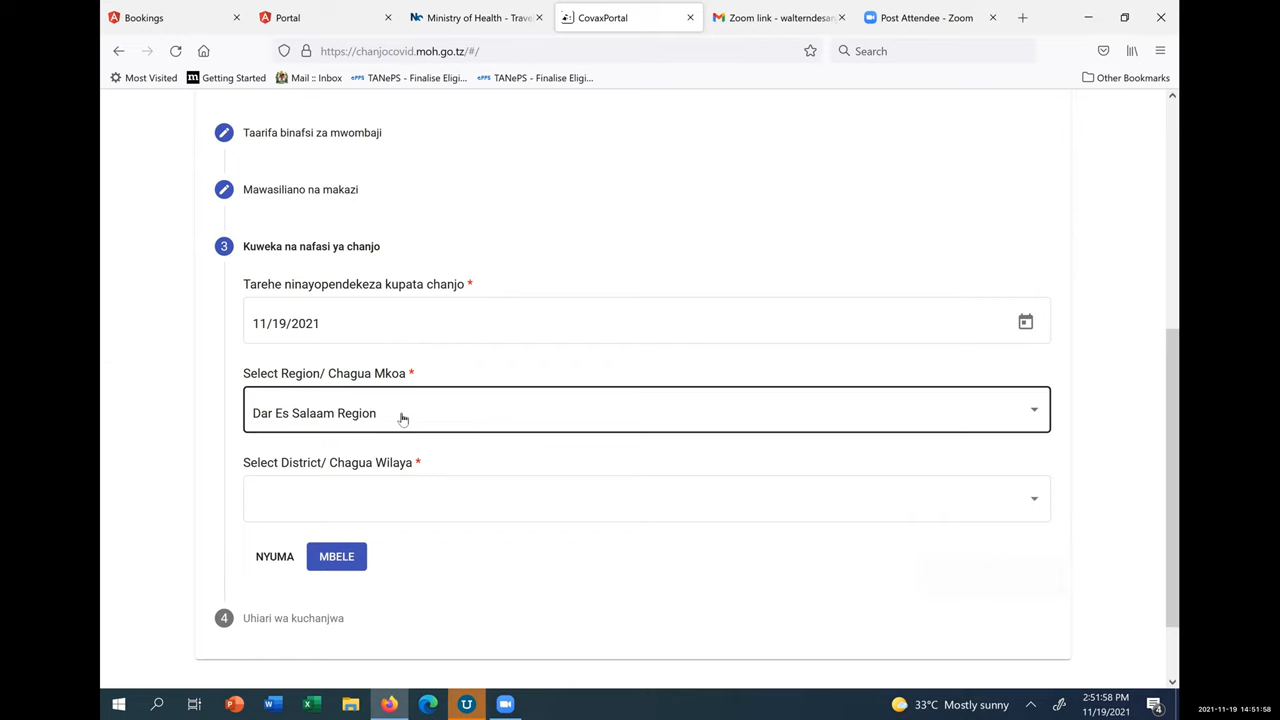 Bookings
Portal
Ministry of Health - Trave
CovaxPortal
Zoom link - walterndesan
Post Attendee - Zoom
https://chanjocovid.moh.go.tz/#/
Search
Most Visited
Getting Started
Mail :: Inbox
TANePS - Finalise Eligi...
TANePS - Finalise Eligi...
Other Bookmarks
Taarifa binafsi za mwombaji
Mawasiliano na makazi
3 Kuweka na nafasi ya chanjo
Tarehe ninayopendekeza kupata chanjo *
11/19/2021
Select Region/ Chagua Mkoa *
Dar Es Salaam Region
Select District/ Chagua Wilaya *
NYUMA MBELE
4 Uhiari wa kuchanjwa
33°C Mostly sunny
2:51:58 PM
11/19/2021
4
2021-11-19 14:51:58